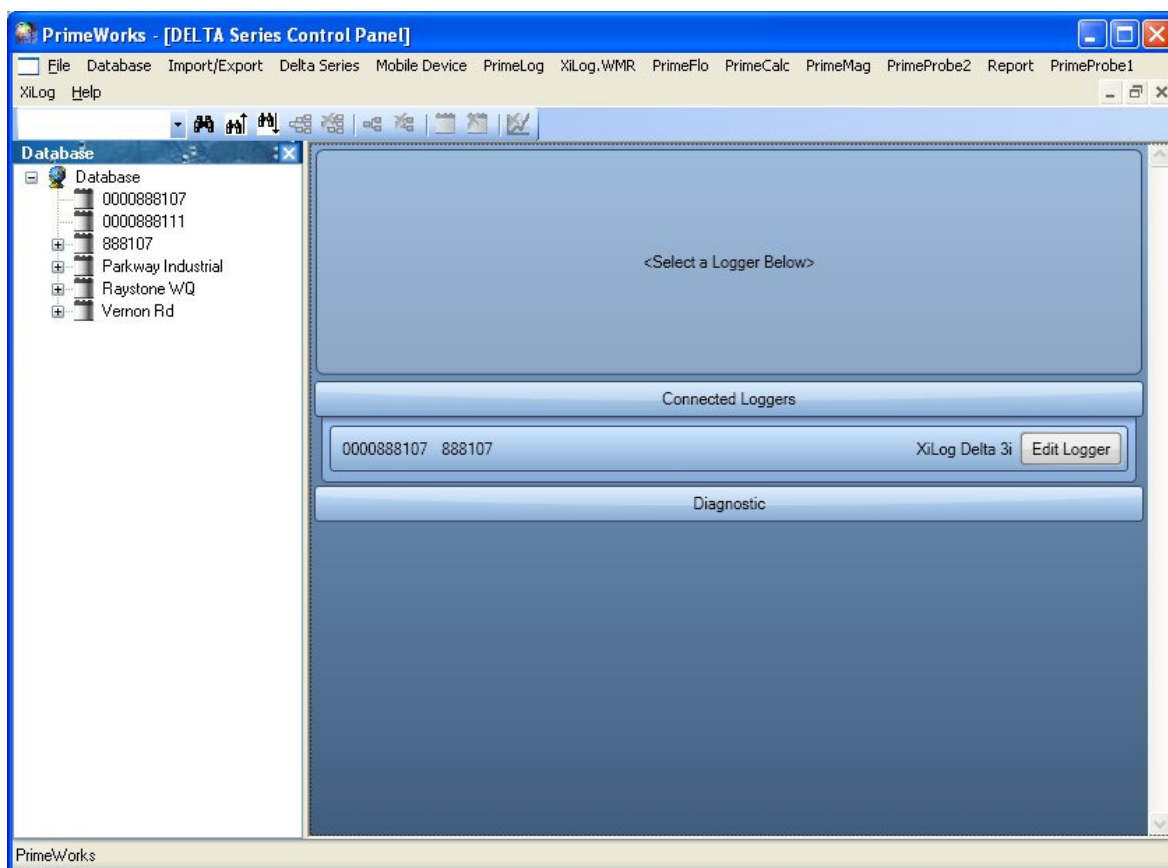 PrimeWorks - [DELTA Series Control Panel]
File Database Import/Export Delta Series Mobile Device PrimeLog XiLog.WMR PrimeFlo PrimeCalc PrimeMag PrimeProbe2 Report PrimeProbe1
XiLog Help
Database
Database
0000888107
0000888111
888107
Parkway Industrial
Raystone WQ
Vernon Rd
<Select a Logger Below>
Connected Loggers
0000888107 888107 XiLog Delta 3i Edit Logger
Diagnostic
PrimeWorks